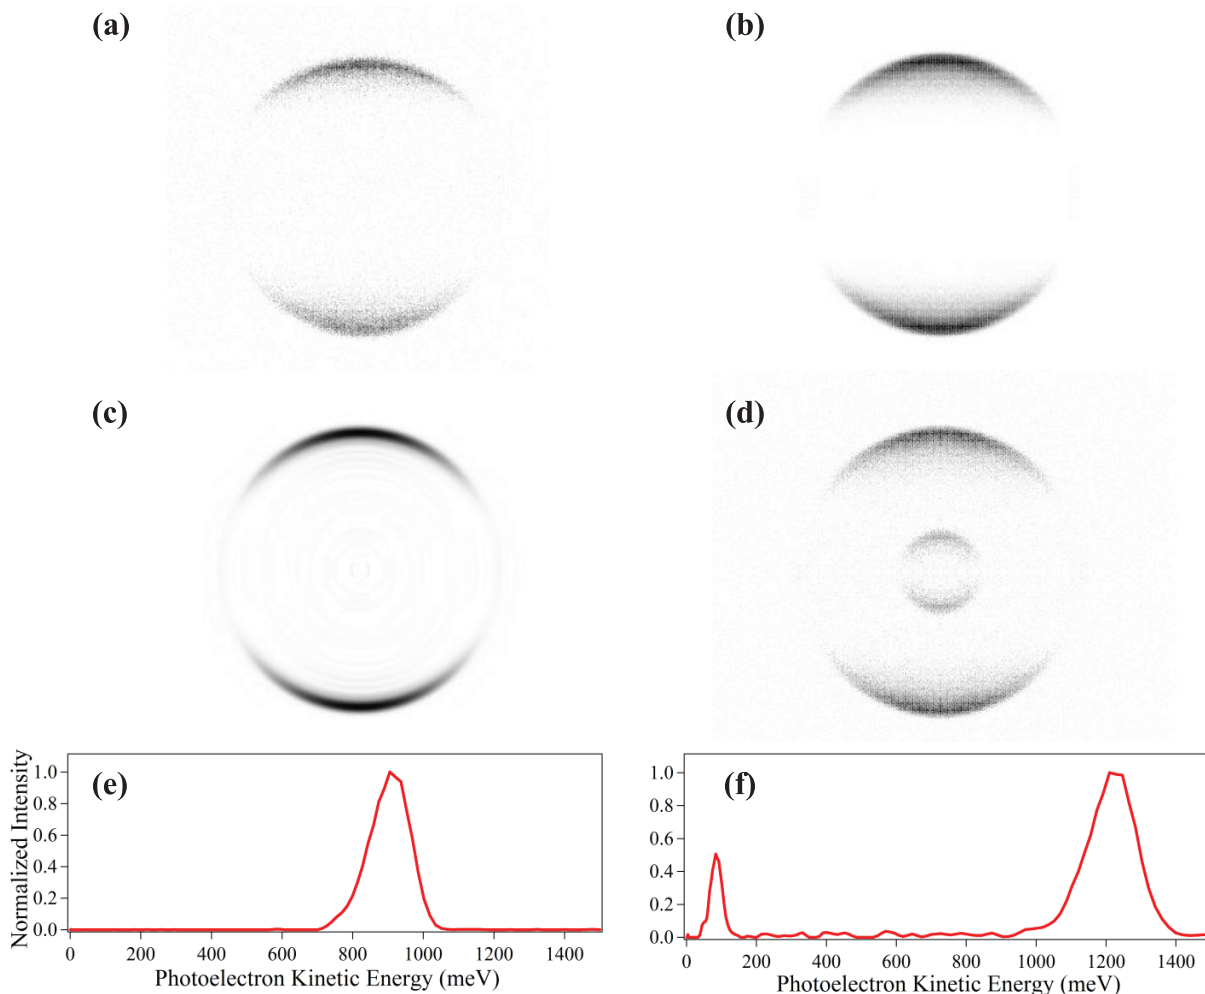 (a)
(b)
(c)
(d)
(e)
Normalized Intensity
1.0
0.8
0.6
0.4
0.2
0.0
0 200 400 600 800 1000 1200 1400
Photoelectron Kinetic Energy (meV)
(f)
1.0
0.8
0.6
0.4
0.2
0.0
0 200 400 600 800 1000 1200 1400
Photoelectron Kinetic Energy (meV)